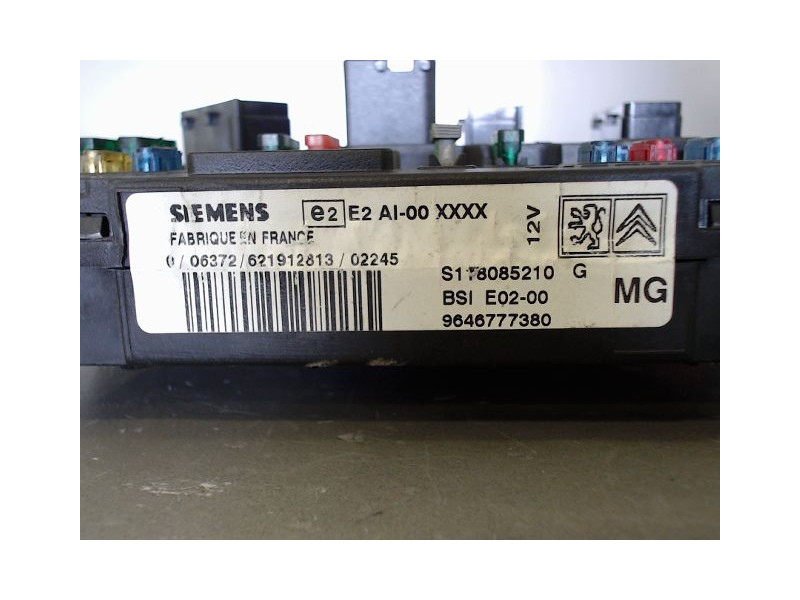 SIEMENS e2 E2 AI-00 XXXX
FABRIQUE EN FRANCE
0/06372/621912813/02245
12V
S118085210 G
BSI E02-00
9646777380
MG